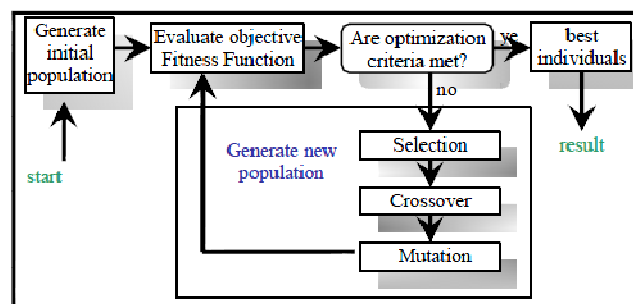 Generate
initial
population
Evaluate objective
Fitness Function
Are optimization
criteria met?
ye
best
individuals
no
start
Generate new
population
Selection
Crossover
Mutation
result